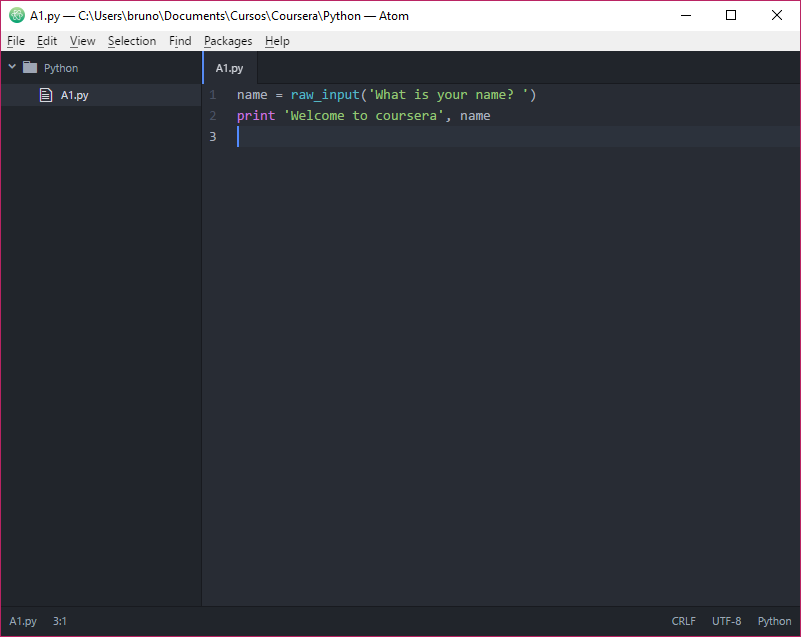 A1.py — C:\Users\bruno\Documents\Cursos\Coursera\Python — Atom
File Edit View Selection Find Packages Help
Python
A1.py
A1.py
1 name = raw_input('What is your name? ')
2 print 'Welcome to coursera', name
3
A1.py 3:1 CRLF UTF-8 Python